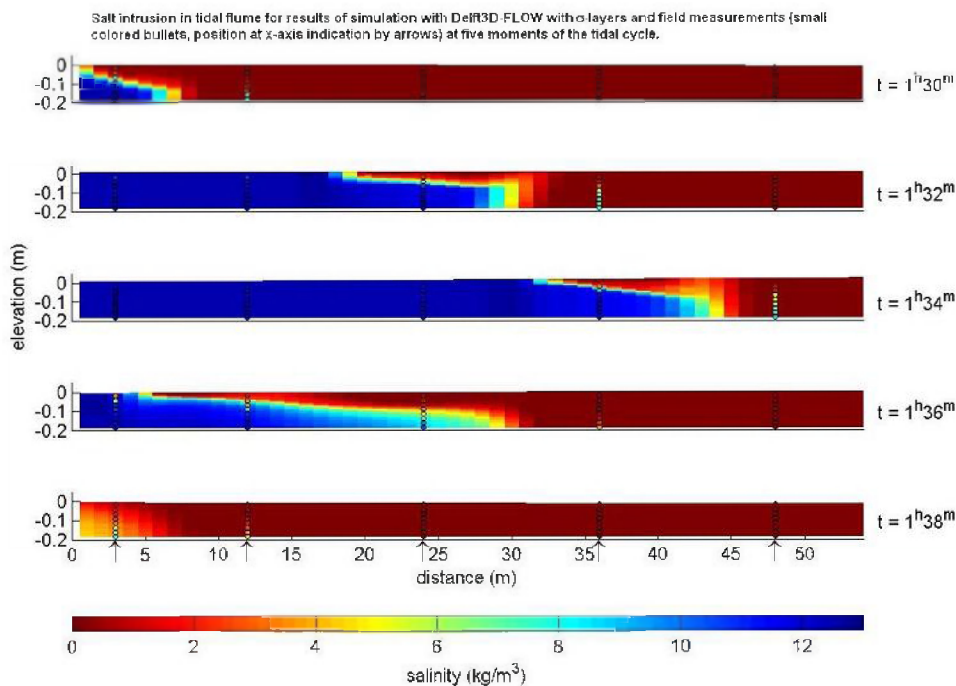 Salt intrusion in tidal flume for results of simulation with Delft3D-FLOW with σ-layers and field measurements (small
colored bullets, position at x-axis indication by arrows) at five moments of the tidal cycle.
0
-0.1
-0.2
t = 1h30m
0
-0.1
-0.2
t = 1h32m
0
-0.1
-0.2
t = 1h34m
elevation (m)
0
-0.1
-0.2
t = 1h36m
0
-0.1
-0.2
t = 1h38m
0 5 10 15 20 25 30 35 40 45 50
distance (m)
0 2 4 6 8 10 12
salinity (kg/m³)